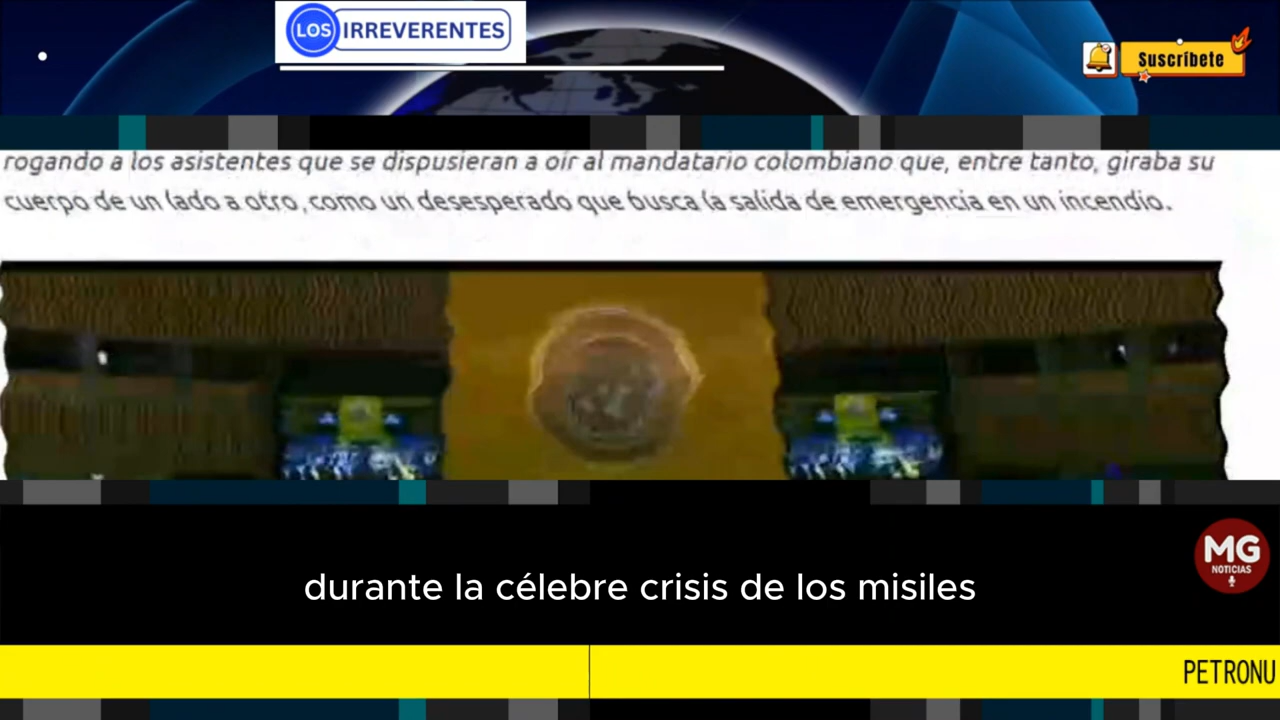 LOS IRREVERENTES
Suscríbete
rogando a los asistentes que se dispusieran a oír al mandatario colombiano que, entre tanto, giraba su
cuerpo de un lado a otro, como un desesperado que busca la salida de emergencia en un incendio.
MG
NOTICIAS
durante la célebre crisis de los misiles
PETRONU